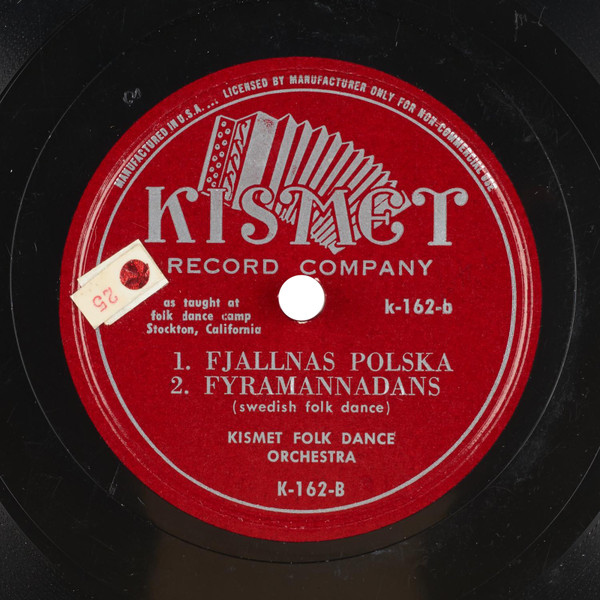 MANUFACTURED IN U.S.A. ... LICENSED BY MANUFACTURER ONLY FOR NON-COMMERCIAL USE
KISMET
RECORD COMPANY
as taught at
folk dance camp
Stockton, California
k-162-b
25
1. FJALLNAS POLSKA
2. FYRAMANNADANS
(swedish folk dance)
KISMET FOLK DANCE
ORCHESTRA
K-162-B